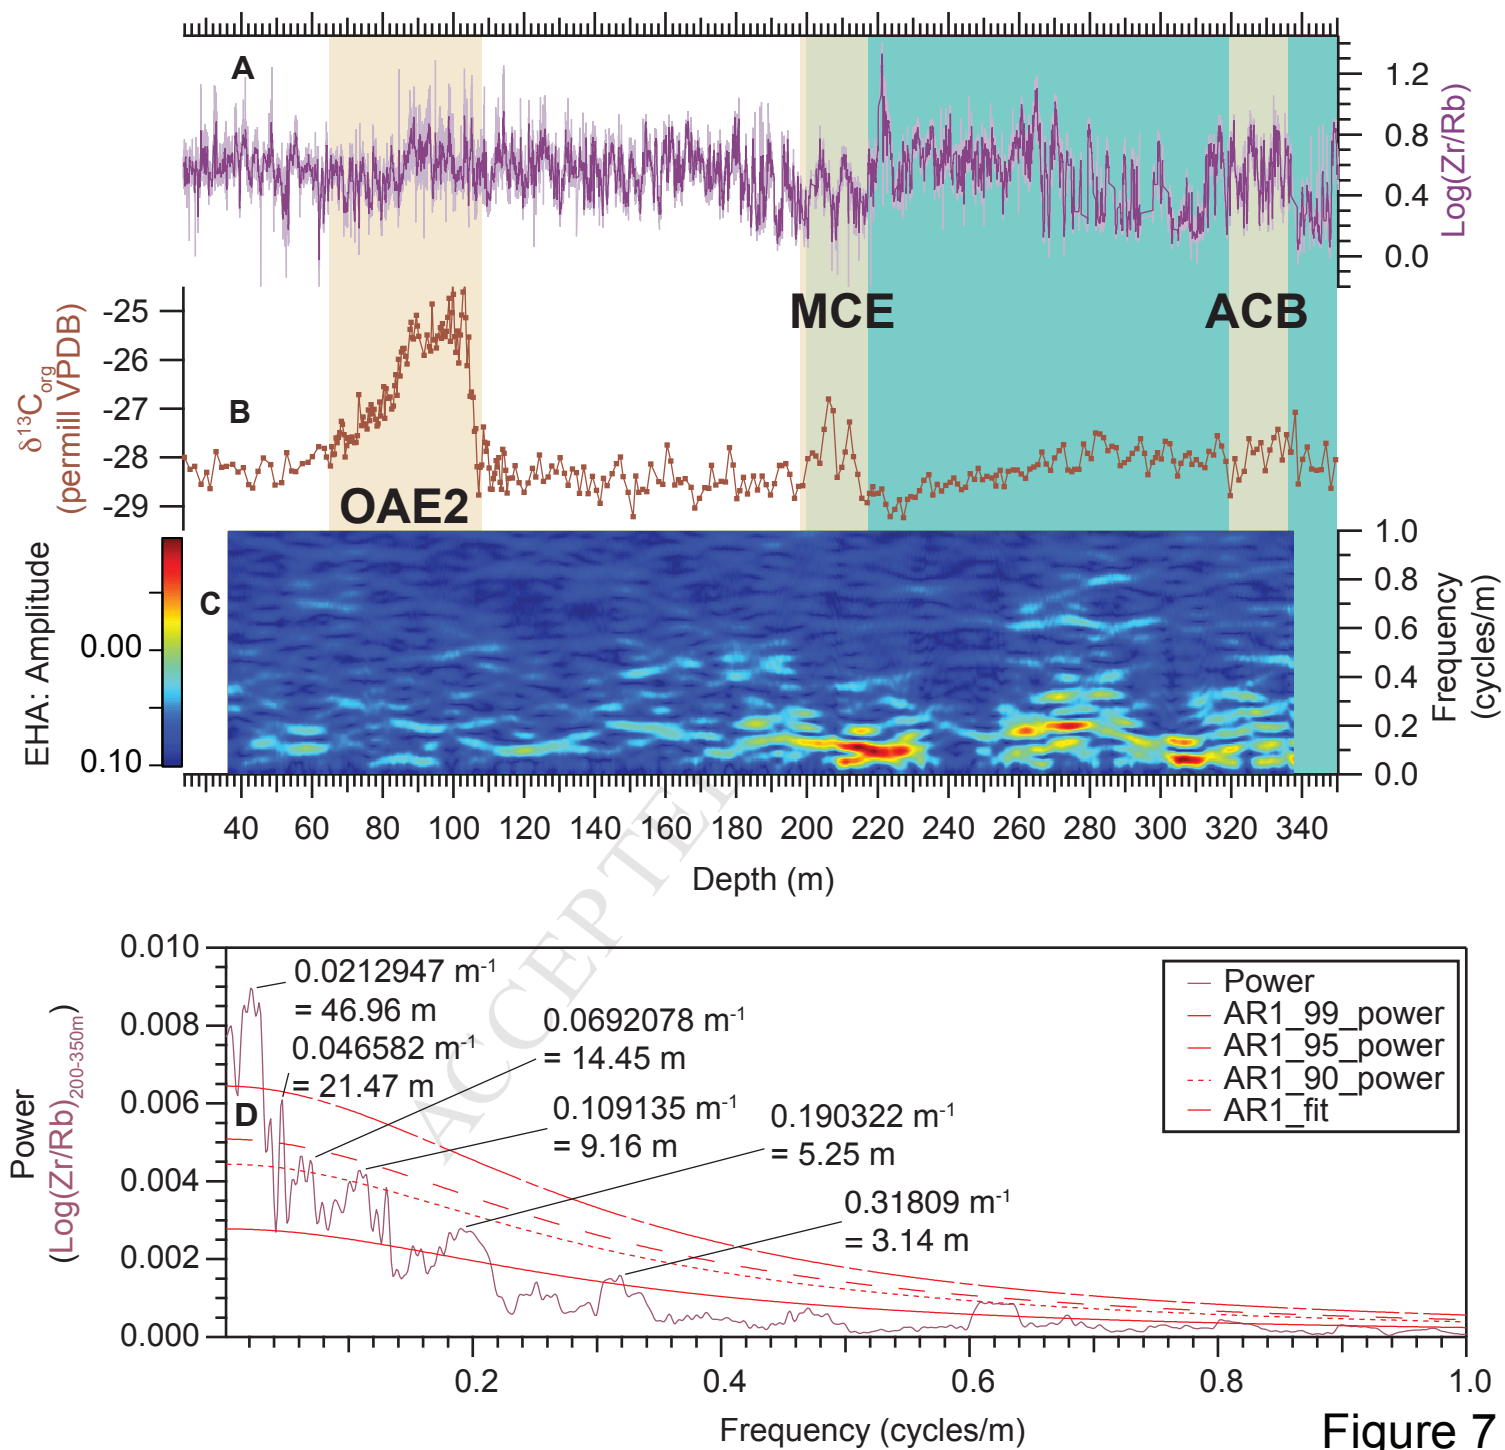 A
1.2
0.8
0.4
0.0
Log(Zr/Rb)
MCE
ACB
-25
-26
-27
-28
-29
δ¹³Corg
(permill VPDB)
B
OAE2
EHA: Amplitude
0.00
0.10
C
1.0
0.8
0.6
0.4
0.2
0.0
Frequency
(cycles/m)
40 60 80 100 120 140 160 180 200 220 240 260 280 300 320 340
Depth (m)
ACCEPTE
0.010
0.008
0.006
0.004
0.002
0.000
Power
(Log(Zr/Rb)200-350m)
0.0212947 m-1
= 46.96 m
0.046582 m-1
= 21.47 m
0.0692078 m-1
= 14.45 m
0.109135 m-1
= 9.16 m
0.190322 m-1
= 5.25 m
0.31809 m-1
= 3.14 m
D
Power
AR1_99_power
AR1_95_power
AR1_90_power
AR1_fit
0.2 0.4 0.6 0.8 1.0
Frequency (cycles/m)
Figure 7